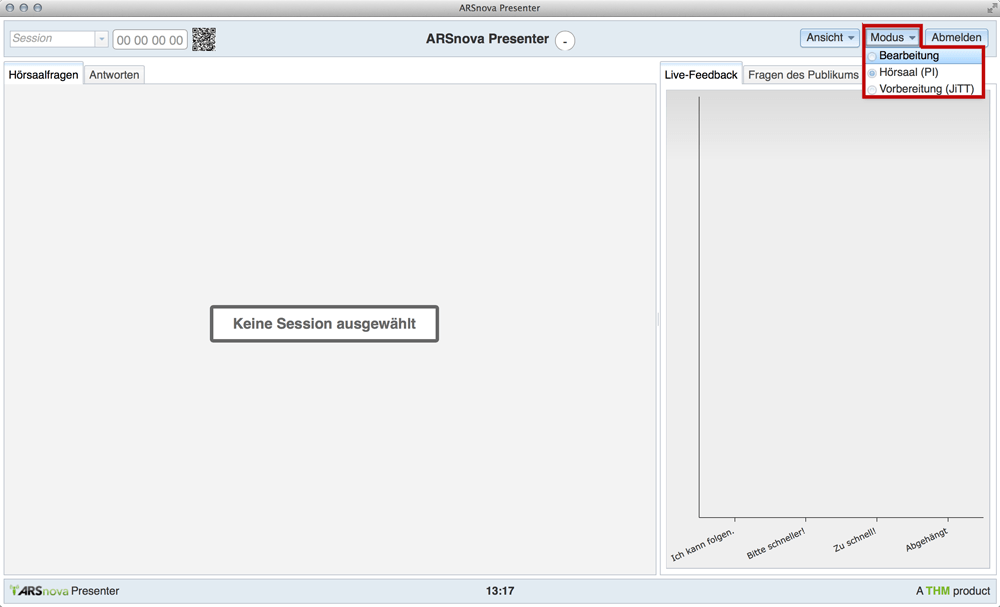 ARSnova Presenter
Session
00 00 00 00
ARSnova Presenter -
Ansicht
Modus
Abmelden
Bearbeitung
Hörsaal (PI)
Vorbereitung (JiTT)
Hörsaalfragen
Antworten
Live-Feedback
Fragen des Publikums
Keine Session ausgewählt
Ich kann folgen.
Bitte schneller!
Zu schnell!
Abgehängt
ARSnova Presenter
13:17
A THM product